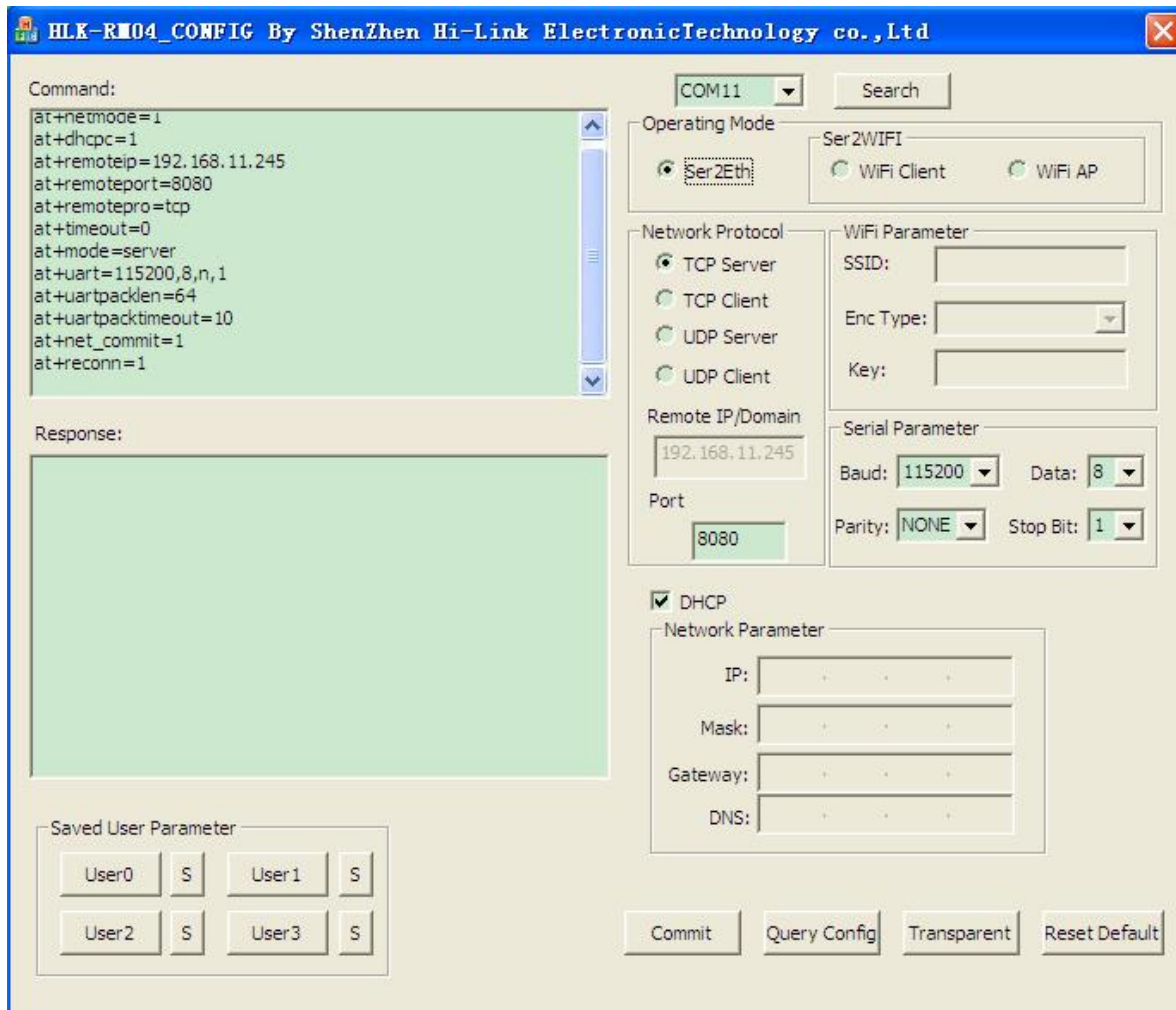 HLK-RM04_CONFIG By ShenZhen Hi-Link ElectronicTechnology co.,Ltd
Command:
at+netmode=1
at+dhcpc=1
at+remoteip=192.168.11.245
at+remoteport=8080
at+remotepro=tcp
at+timeout=0
at+mode=server
at+uart=115200,8,n,1
at+uartpacklen=64
at+uartpacktimeout=10
at+net_commit=1
at+reconn=1
Response:
Saved User Parameter
User0 S User1 S
User2 S User3 S
COM11 Search
Operating Mode
Ser2Eth
Ser2WIFI
WiFi Client WiFi AP
Network Protocol
TCP Server
TCP Client
UDP Server
UDP Client
Remote IP/Domain
192.168.11.245
Port
8080
WiFi Parameter
SSID:
Enc Type:
Key:
Serial Parameter
Baud: 115200 Data: 8
Parity: NONE Stop Bit: 1
DHCP
Network Parameter
IP:
Mask:
Gateway:
DNS:
Commit Query Config Transparent Reset Default